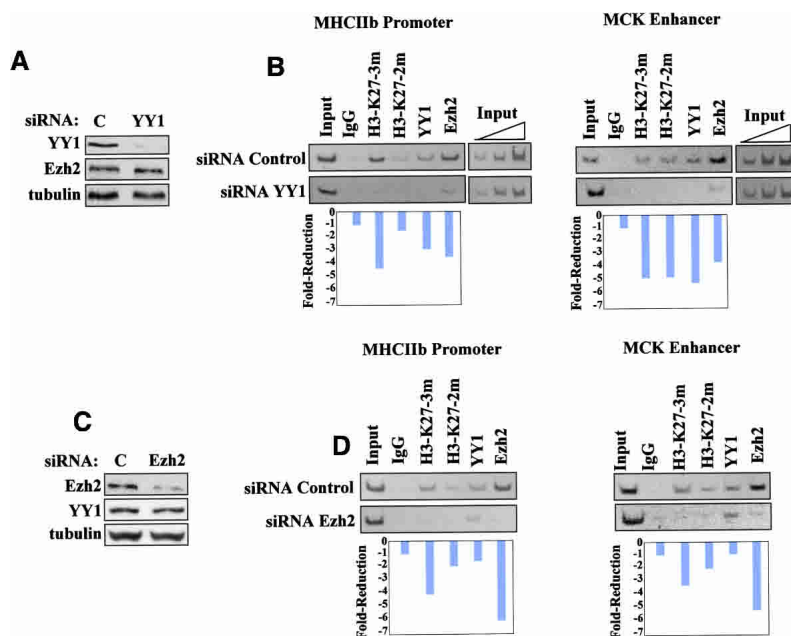 MHCIIb Promoter
MCK Enhancer
A
B
siRNA: C YY1
YY1
Ezh2
tubulin
Input
IgG
H3-K27-3m
H3-K27-2m
YY1
Ezh2
Input
siRNA Control
siRNA YY1
Fold-Reduction
0
-1
-2
-3
-4
-5
-6
-7
Input
IgG
H3-K27-3m
H3-K27-2m
YY1
Ezh2
Input
Fold-Reduction
0
-1
-2
-3
-4
-5
-6
-7
MHCIIb Promoter
MCK Enhancer
C
D
siRNA: C Ezh2
Ezh2
YY1
tubulin
Input
IgG
H3-K27-3m
H3-K27-2m
YY1
Ezh2
siRNA Control
siRNA Ezh2
Fold-Reduction
0
-1
-2
-3
-4
-5
-6
-7
Input
IgG
H3-K27-3m
H3-K27-2m
YY1
Ezh2
Fold-Reduction
0
-1
-2
-3
-4
-5
-6
-7